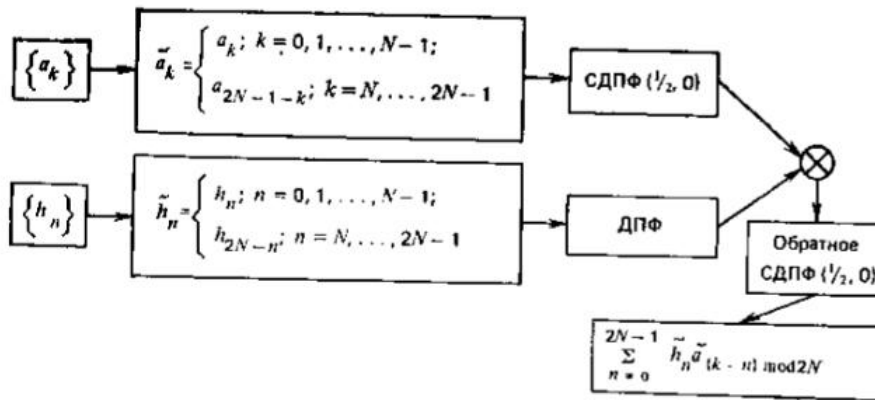 {a_k}
ã_k = { a_k; k = 0, 1, . . . , N−1;
a_{2N−1−k}; k = N, . . . , 2N−1
СДПФ (1/2, 0)
{h_n}
h̃_n = { h_n; n = 0, 1, . . . , N−1;
h_{2N−n}; n = N, . . . , 2N−1
ДПФ
Обратное
СДПФ (1/2, 0)
2N−1
Σ h̃_n ã_{(k - n) mod 2N}
n = 0